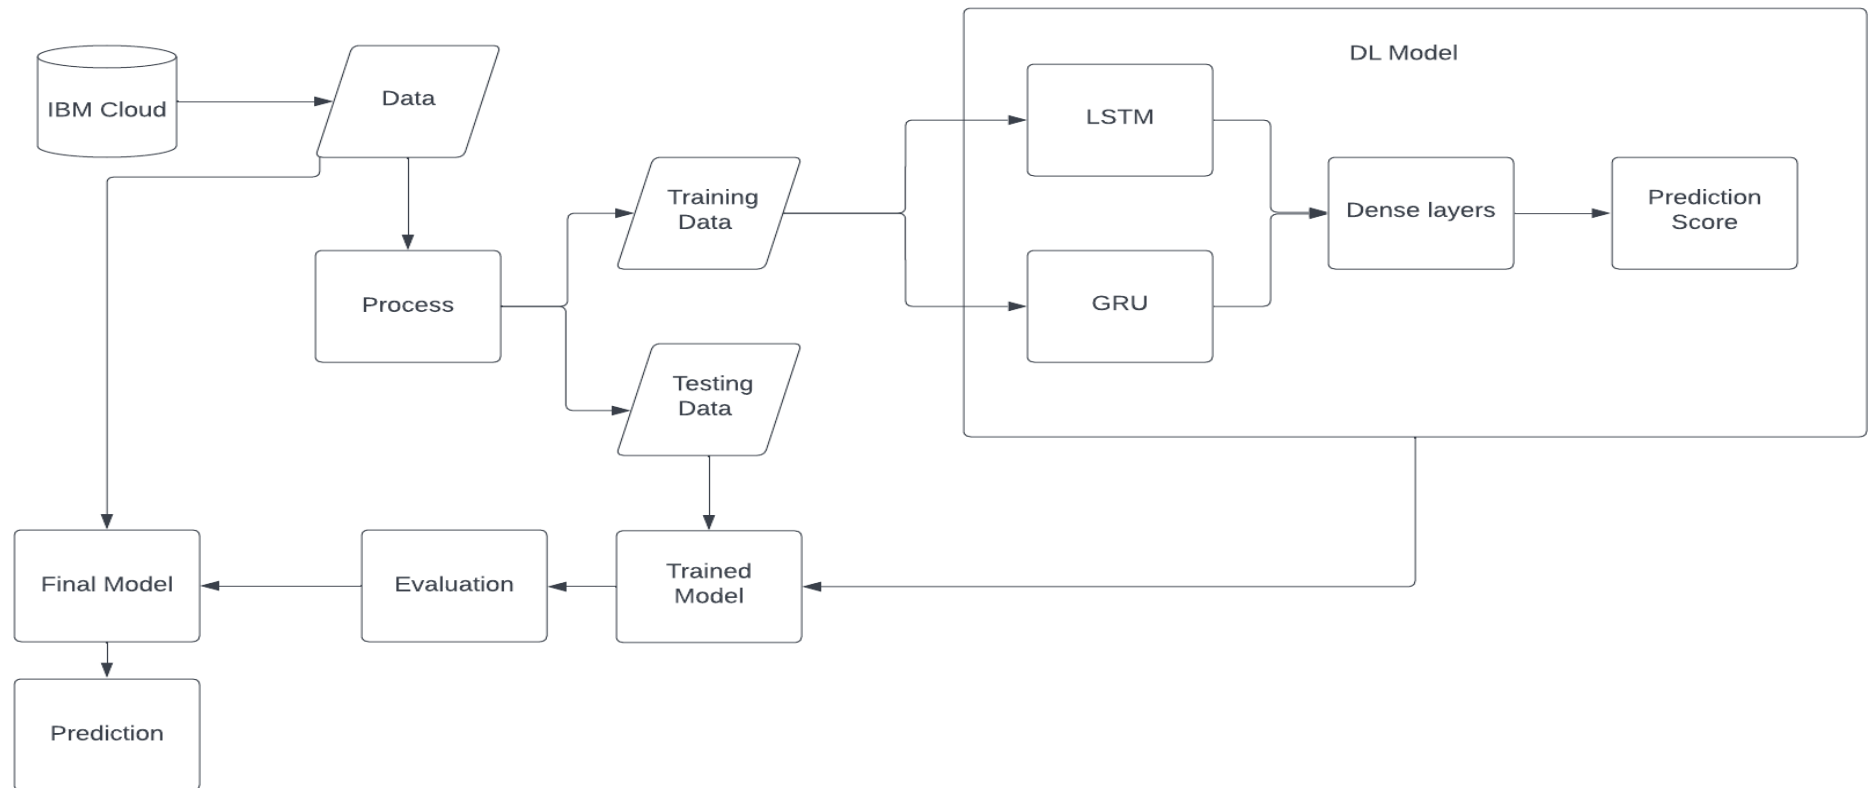 DL Model
IBM Cloud
Data
LSTM
Training
Data
Dense layers
Prediction
Score
Process
GRU
Testing
Data
Final Model
Evaluation
Trained
Model
Prediction